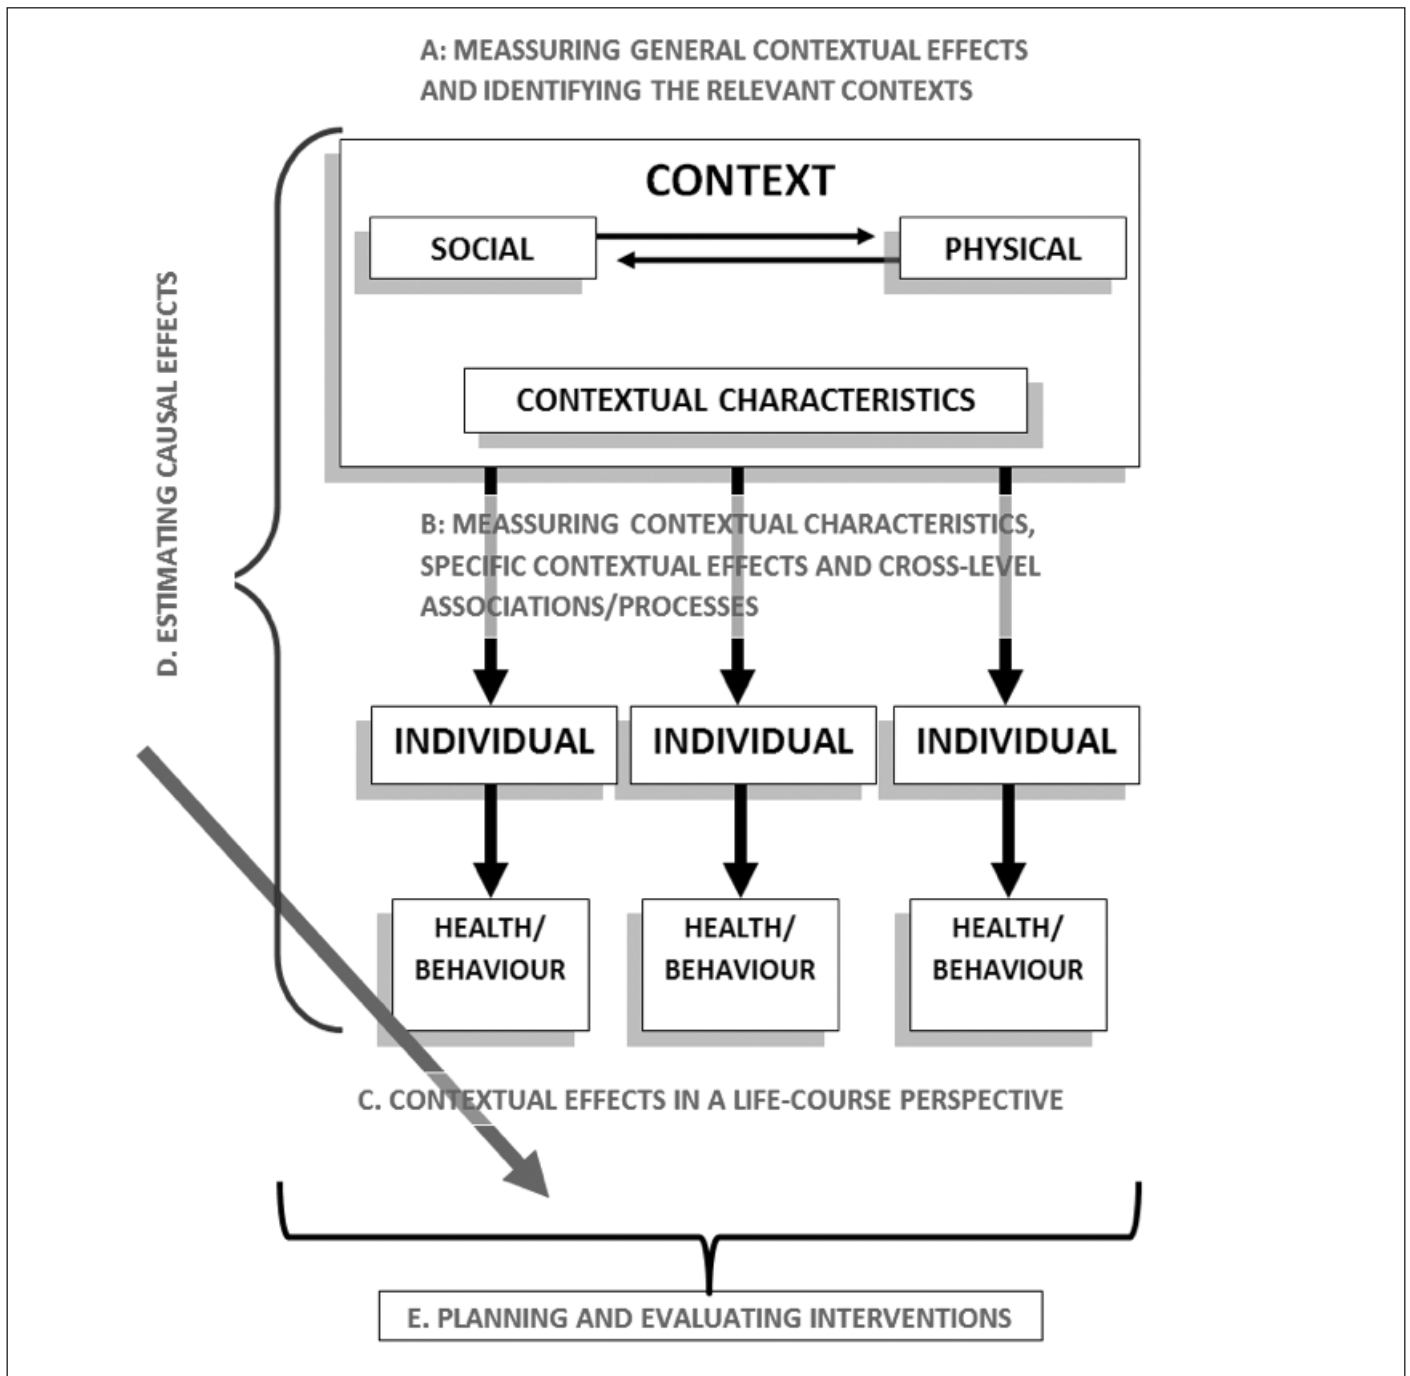 A: MEASSURING GENERAL CONTEXTUAL EFFECTS
AND IDENTIFYING THE RELEVANT CONTEXTS
CONTEXT
SOCIAL
PHYSICAL
CONTEXTUAL CHARACTERISTICS
D. ESTIMATING CAUSAL EFFECTS
B: MEASSURING CONTEXTUAL CHARACTERISTICS,
SPECIFIC CONTEXTUAL EFFECTS AND CROSS-LEVEL
ASSOCIATIONS/PROCESSES
INDIVIDUAL
INDIVIDUAL
INDIVIDUAL
HEALTH/
BEHAVIOUR
HEALTH/
BEHAVIOUR
HEALTH/
BEHAVIOUR
C. CONTEXTUAL EFFECTS IN A LIFE-COURSE PERSPECTIVE
E. PLANNING AND EVALUATING INTERVENTIONS